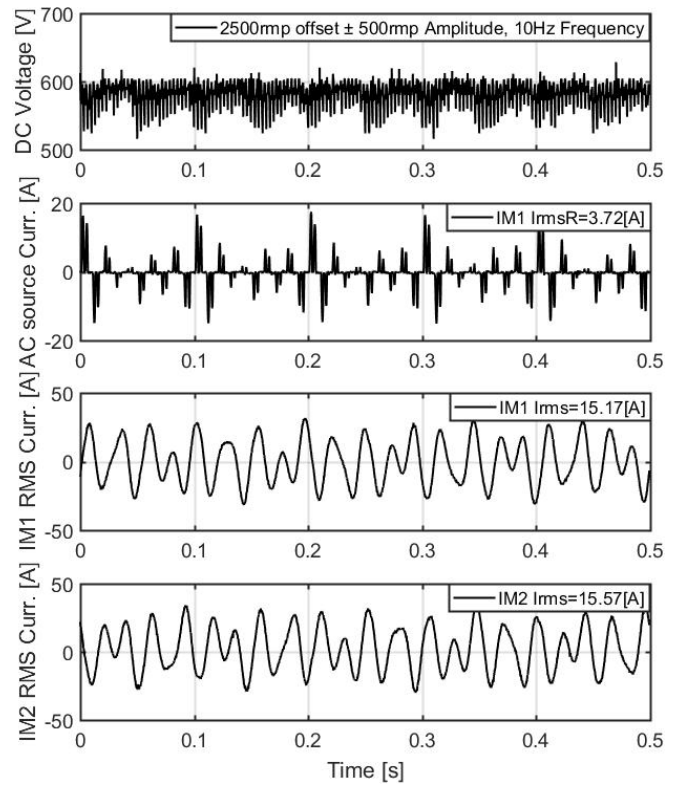 700
2500rmp offset ± 500rmp Amplitude, 10Hz Frequency
600
500
DC Voltage [V]
0 0.1 0.2 0.3 0.4 0.5
20
IM1 IrmsR=3.72[A]
0
-20
AC source Curr. [A]
0 0.1 0.2 0.3 0.4 0.5
50
IM1 Irms=15.17[A]
0
-50
IM1 RMS Curr. [A]
0 0.1 0.2 0.3 0.4 0.5
50
IM2 Irms=15.57[A]
0
-50
IM2 RMS Curr. [A]
0 0.1 0.2 0.3 0.4 0.5
Time [s]